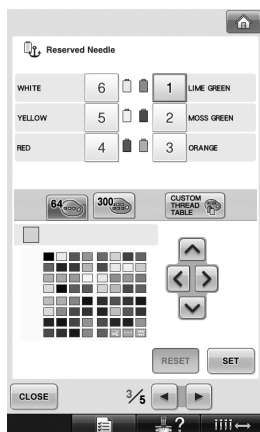 Reserved Needle
WHITE 6 1 LIME GREEN
YELLOW 5 2 MOSS GREEN
RED 4 3 ORANGE
64 300 CUSTOM THREAD TABLE
RESET SET
CLOSE 3/5
?